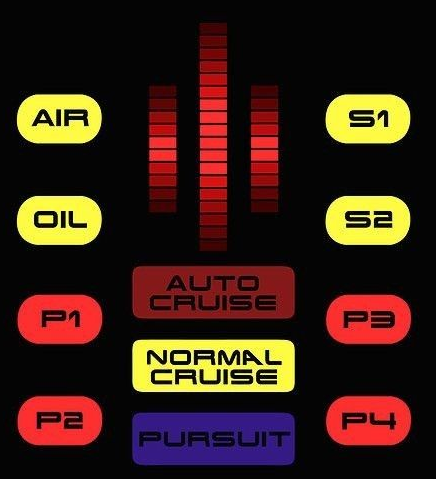 AIR
OIL
P1
P2
AUTO
CRUISE
NORMAL
CRUISE
PURSUIT
S1
S2
P3
P4